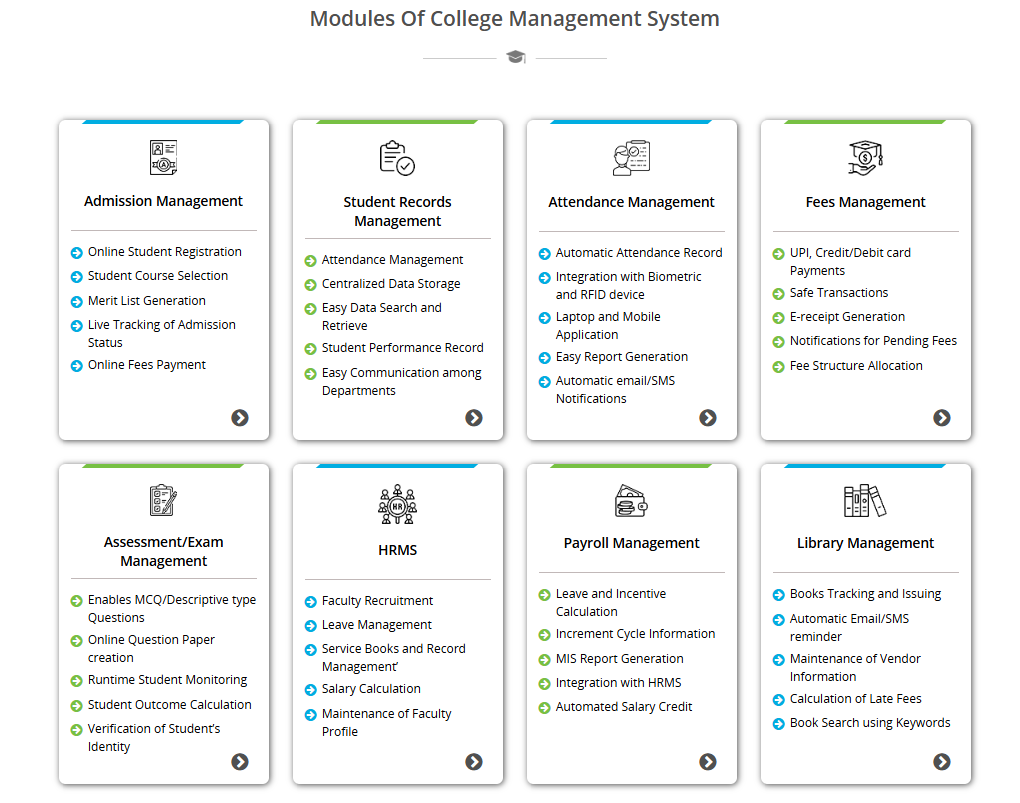 Modules Of College Management System
Admission Management
Online Student Registration
Student Course Selection
Merit List Generation
Live Tracking of Admission
Status
Online Fees Payment
Student Records
Management
Attendance Management
Centralized Data Storage
Easy Data Search and
Retrieve
Student Performance Record
Easy Communication among
Departments
Attendance Management
Automatic Attendance Record
Integration with Biometric
and RFID device
Laptop and Mobile
Application
Easy Report Generation
Automatic email/SMS
Notifications
Fees Management
UPI, Credit/Debit card
Payments
Safe Transactions
E-receipt Generation
Notifications for Pending Fees
Fee Structure Allocation
Assessment/Exam
Management
Enables MCQ/Descriptive type
Questions
Online Question Paper
creation
Runtime Student Monitoring
Student Outcome Calculation
Verification of Student’s
Identity
HR
HRMS
Faculty Recruitment
Leave Management
Service Books and Record
Management’
Salary Calculation
Maintenance of Faculty
Profile
Payroll Management
Leave and Incentive
Calculation
Increment Cycle Information
MIS Report Generation
Integration with HRMS
Automated Salary Credit
Library Management
Books Tracking and Issuing
Automatic Email/SMS
reminder
Maintenance of Vendor
Information
Calculation of Late Fees
Book Search using Keywords